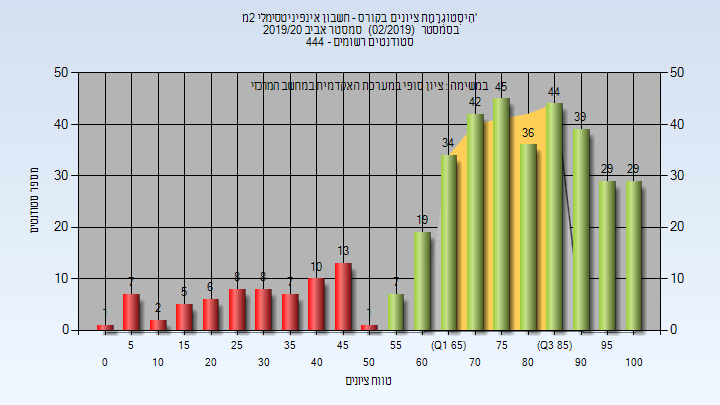 היסטוגרמת ציונים בקורס - חשבון אינפיניטסימלי 2מ'
בסמסטר (02/2019) סמסטר אביב 2019/20
סטודנטים רשומים - 444
במשימה : ציון סופי במערכת האקדמית במחשב המרכזי
מספר סטודנטים
50 50
40 40
30 30
20 20
10 10
0 0
1 7 2 5 6 8 8 7 10 13 1 7 19 34 42 45 36 44 39 29 29
5 15 25 35 45 55 (Q1 65) 75 (Q3 85) 95
0 10 20 30 40 50 60 70 80 90 100
טווח ציונים